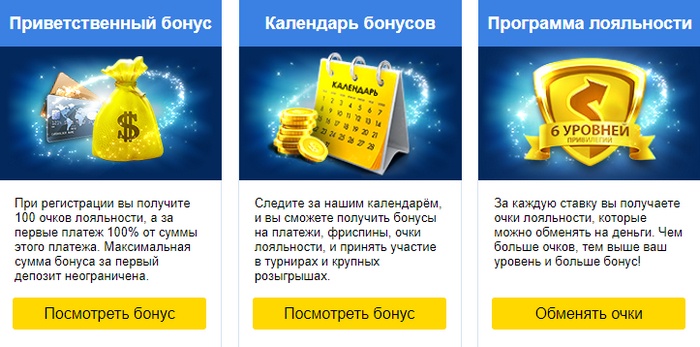 Приветственный бонус
При регистрации вы получите
100 очков лояльности, а за
первые платеж 100% от суммы
этого платежа. Максимальная
сумма бонуса за первый
депозит неограничена.
Посмотреть бонус
Календарь бонусов
КАЛЕНДАРЬ
Следите за нашим календарём,
и вы сможете получить бонусы
на платежи, фриспины, очки
лояльности, и принять участие
в турнирах и крупных
розыгрышах.
Посмотреть бонус
Программа лояльности
6 УРОВНЕЙ
ПРИВИЛЕГИЙ
За каждую ставку вы получаете
очки лояльности, которые
можно обменять на деньги. Чем
больше очков, тем выше ваш
уровень и больше бонус!
Обменять очки